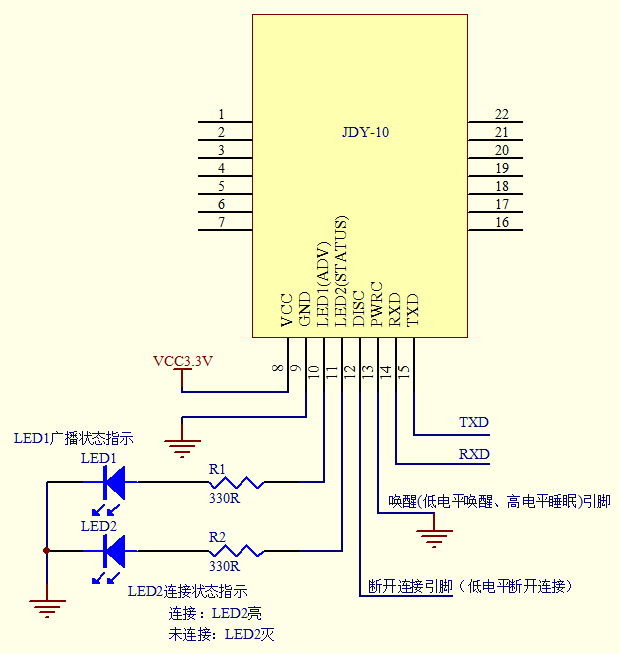 1
22
2
21
3
JDY-10
20
4
19
5
18
6
17
7
16
VCC
GND
LED1(ADV)
LED2(STATUS)
DISC
PWRC
RXD
TXD
8
9
10
11
12
13
14
15
VCC3.3V
TXD
LED1广播状态指示
RXD
LED1
R1
330R
唤醒(低电平唤醒、高电平睡眠)引脚
LED2
R2
330R
断开连接引脚（低电平断开连接）
LED2连接状态指示
连接：LED2亮
未连接：LED2灭